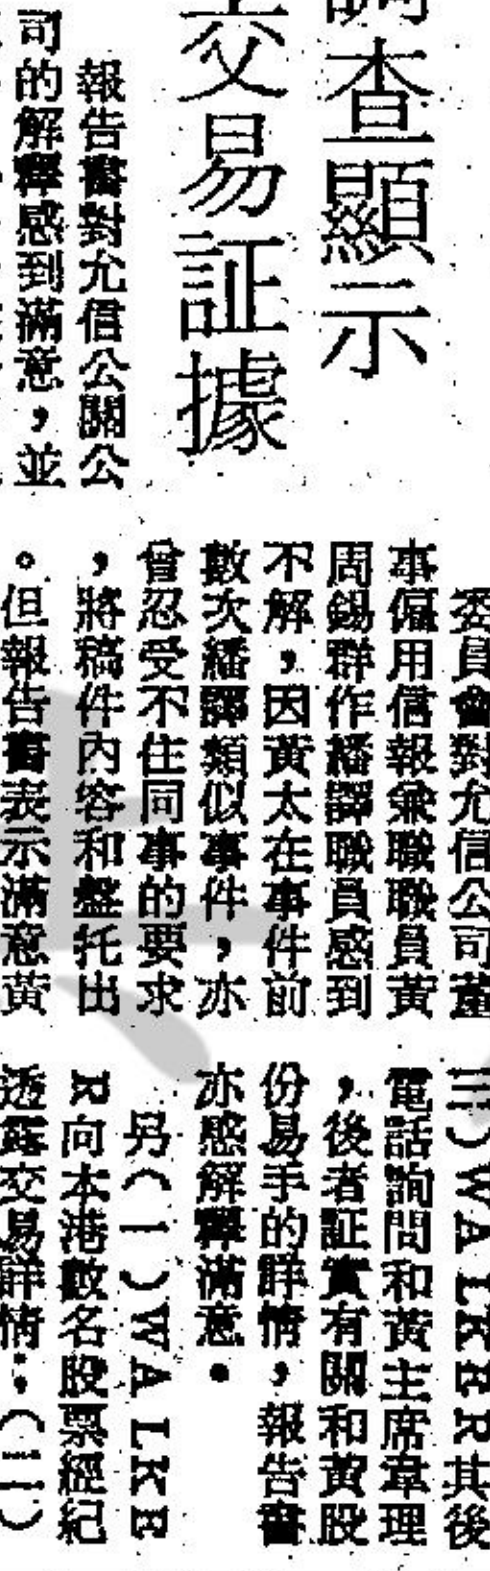 調查顯示
交易証據
報告書對允信公關公
司的解釋感到滿意，並
委員會對允信公司董
事僱用信報兼職職員黃
周錫群作繙譯職員感到
不解，因黃太在事件前
數次繙譯類似事件，亦
曾忍受不住同事的要求
，將稿件內容和盤托出
。但報告書表示滿意黃
㈢）WALKER其後
電話詢問和黃主席韋理
，後者証實有關和黃股
份易手的詳情，報告書
亦感解釋滿意。
另（一）WALKE
R向本港數名股票經紀
透露交易詳情；（二）